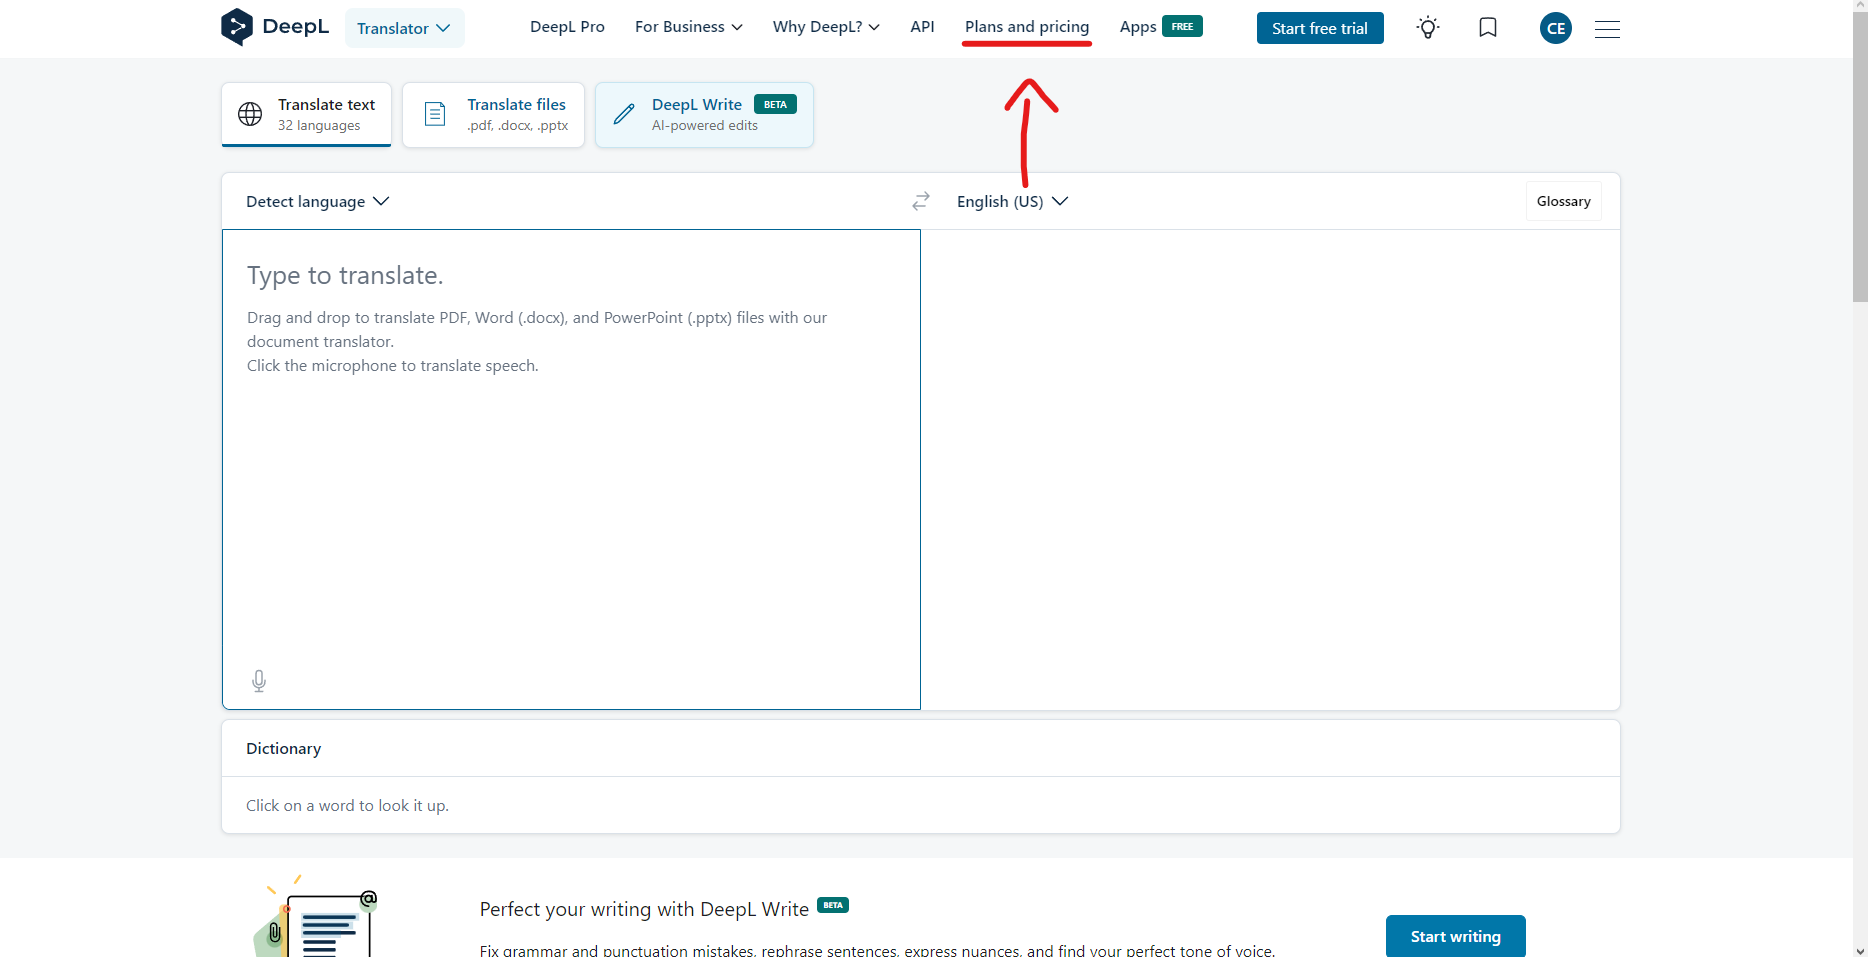 DeepL Translator DeepL Pro For Business Why DeepL? API Plans and pricing Apps FREE Start free trial CE
Translate text Translate files DeepL Write BETA
32 languages .pdf, .docx, .pptx AI-powered edits
Detect language English (US) Glossary
Type to translate.
Drag and drop to translate PDF, Word (.docx), and PowerPoint (.pptx) files with our
document translator.
Click the microphone to translate speech.
Dictionary
Click on a word to look it up.
@
Perfect your writing with DeepL Write BETA
Start writing
Fix grammar and punctuation mistakes, rephrase sentences, express nuances, and find your perfect tone of voice.